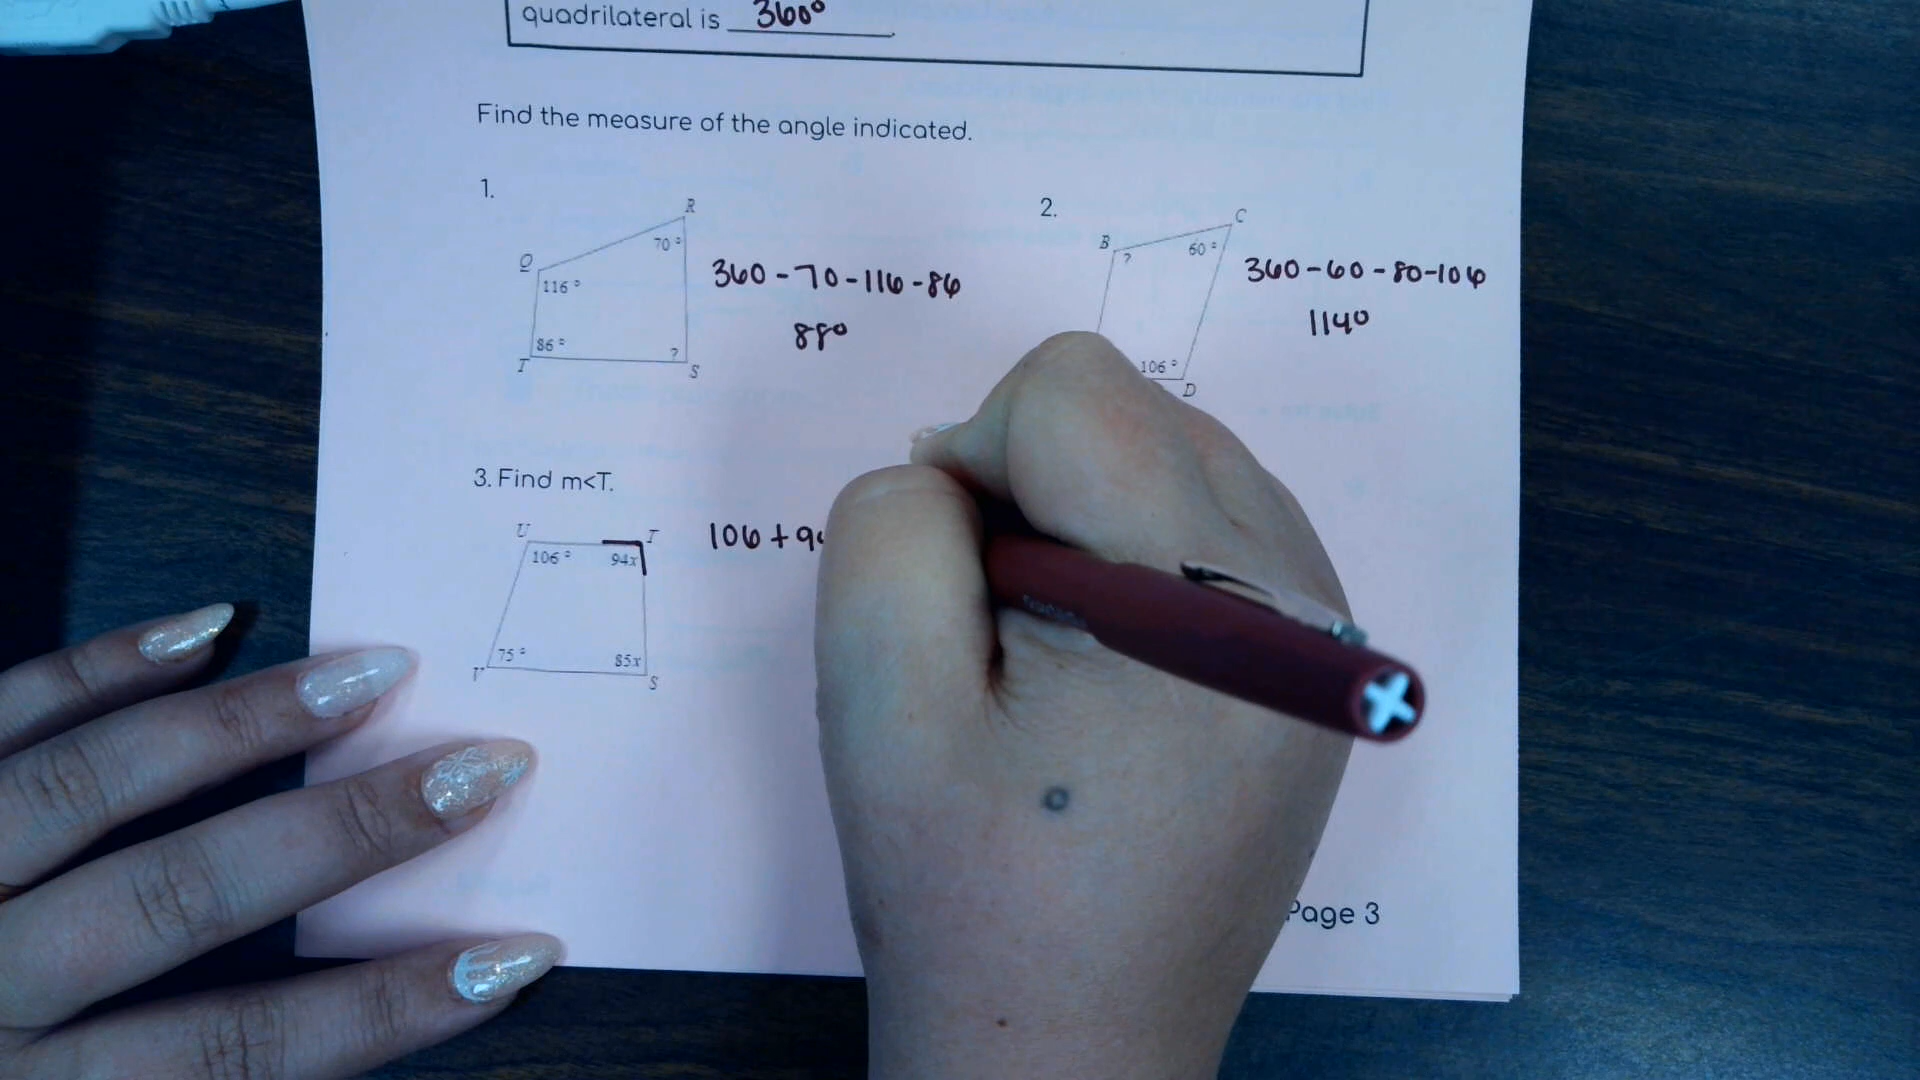 quadrilateral is 360°.
Find the measure of the angle indicated.
1.
R
70°
Q
116°
86°
?
T
S
360-70-116-86
88°
2.
C
B
?
60°
106°
D
360-60-80-106
114°
3. Find m<T.
U
T
106°
94x
75°
85x
V
S
106+9
Page 3